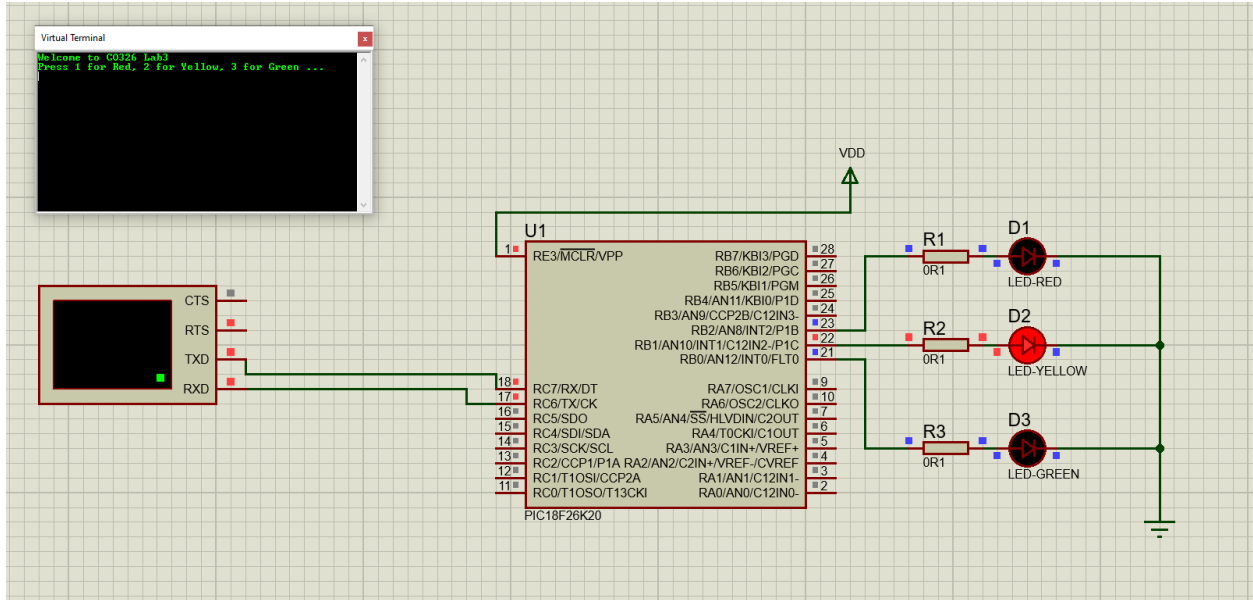 Virtual Terminal
x
Welcome to CO326 Lab3
Press 1 for Red, 2 for Yellow, 3 for Green ...
VDD
U1
1
RE3/MCLR/VPP
18
RC7/RX/DT
17
RC6/TX/CK
16
RC5/SDO
15
RC4/SDI/SDA
14
RC3/SCK/SCL
13
RC2/CCP1/P1A
12
RC1/T1OSI/CCP2A
11
RC0/T1OSO/T13CKI
RB7/KBI3/PGD
28
RB6/KBI2/PGC
27
RB5/KBI1/PGM
26
RB4/AN11/KBI0/P1D
25
RB3/AN9/CCP2B/C12IN3-
24
RB2/AN8/INT2/P1B
23
RB1/AN10/INT1/C12IN2-/P1C
22
RB0/AN12/INT0/FLT0
21
RA7/OSC1/CLKI
9
RA6/OSC2/CLKO
10
RA5/AN4/SS/HLVDIN/C2OUT
7
RA4/T0CKI/C1OUT
6
RA3/AN3/C1IN+/VREF+
5
RA2/AN2/C2IN+/VREF-/CVREF
4
RA1/AN1/C12IN1-
3
RA0/AN0/C12IN0-
2
PIC18F26K20
CTS
RTS
TXD
RXD
R1
0R1
D1
LED-RED
R2
0R1
D2
LED-YELLOW
R3
0R1
D3
LED-GREEN